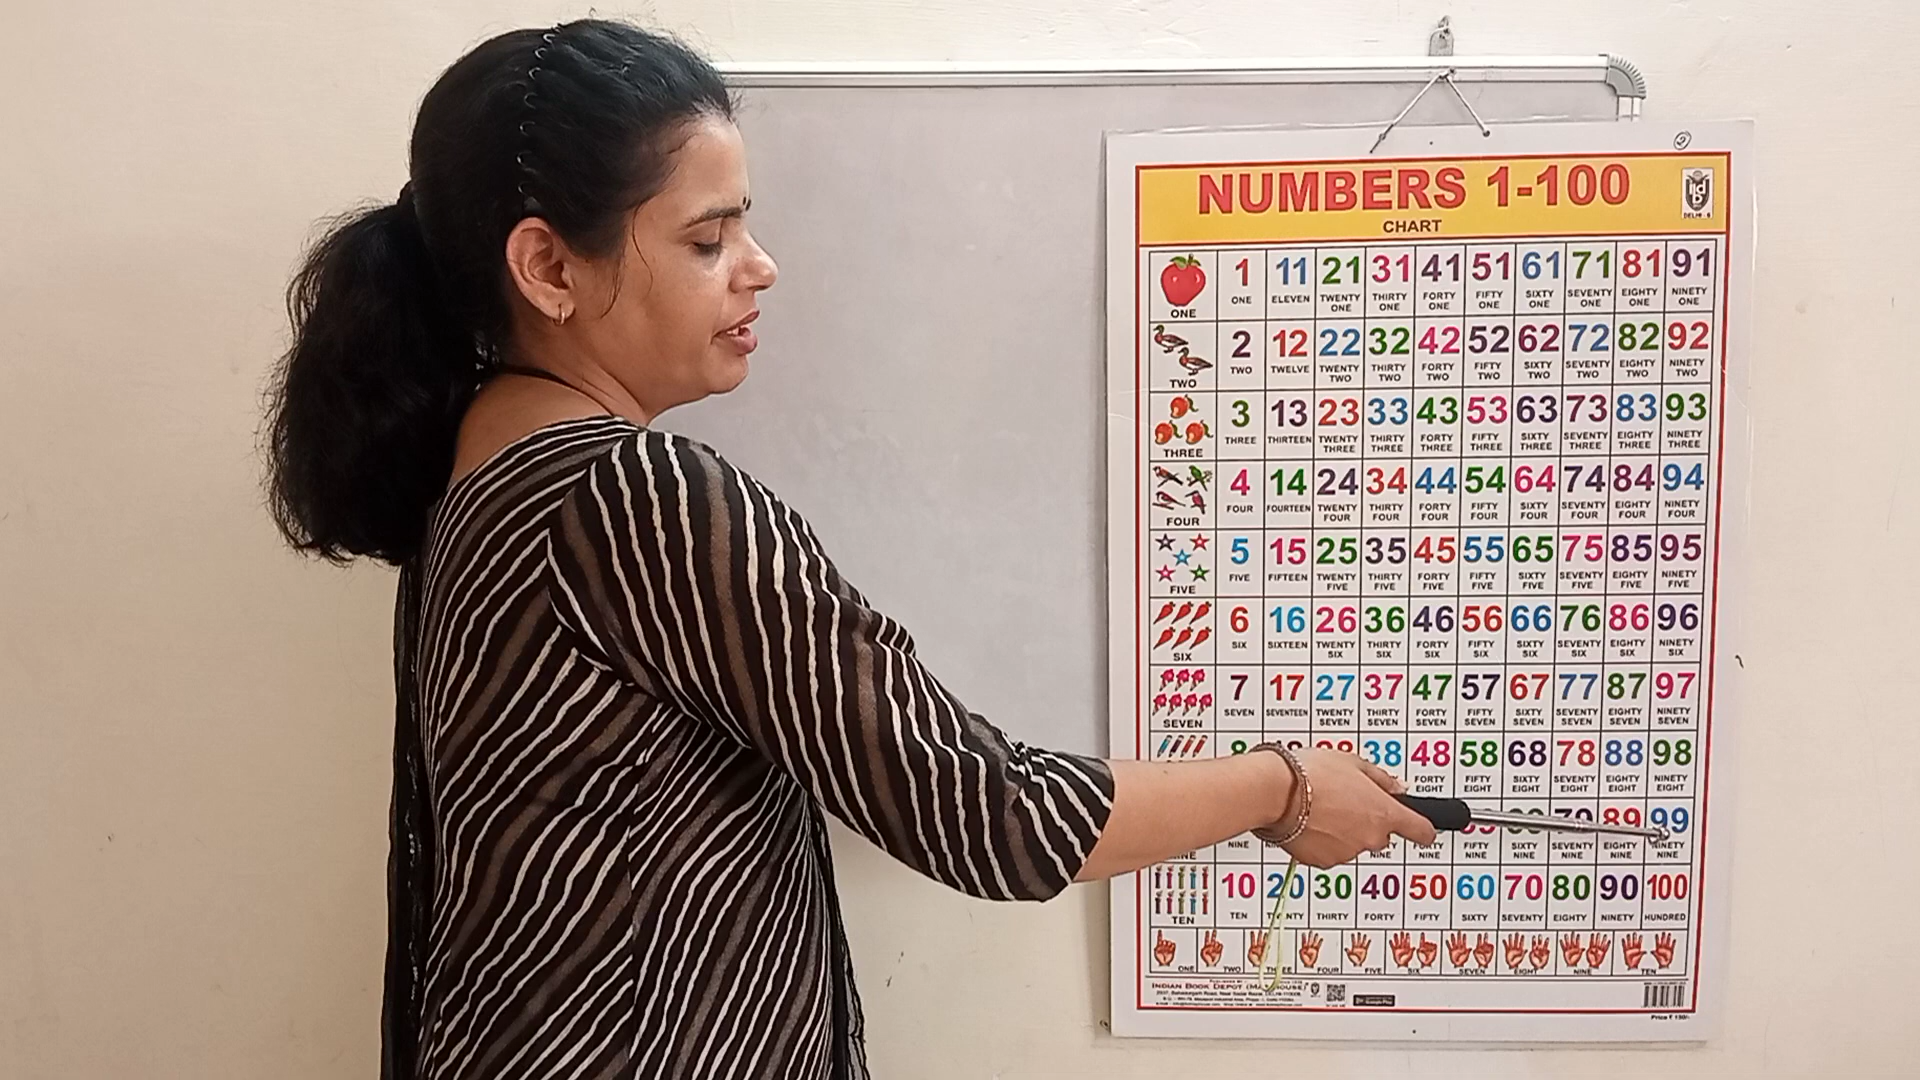 2
NUMBERS 1-100
CHART
DELHI-6
1 11 21 31 41 51 61 71 81 91
ONE ONE ELEVEN TWENTY ONE THIRTY ONE FORTY ONE FIFTY ONE SIXTY ONE SEVENTY ONE EIGHTY ONE NINETY ONE
2 12 22 32 42 52 62 72 82 92
TWO TWO TWELVE TWENTY TWO THIRTY TWO FORTY TWO FIFTY TWO SIXTY TWO SEVENTY TWO EIGHTY TWO NINETY TWO
3 13 23 33 43 53 63 73 83 93
THREE THREE THIRTEEN TWENTY THREE THIRTY THREE FORTY THREE FIFTY THREE SIXTY THREE SEVENTY THREE EIGHTY THREE NINETY THREE
4 14 24 34 44 54 64 74 84 94
FOUR FOUR FOURTEEN TWENTY FOUR THIRTY FOUR FORTY FOUR FIFTY FOUR SIXTY FOUR SEVENTY FOUR EIGHTY FOUR NINETY FOUR
5 15 25 35 45 55 65 75 85 95
FIVE FIVE FIFTEEN TWENTY FIVE THIRTY FIVE FORTY FIVE FIFTY FIVE SIXTY FIVE SEVENTY FIVE EIGHTY FIVE NINETY FIVE
6 16 26 36 46 56 66 76 86 96
SIX SIX SIXTEEN TWENTY SIX THIRTY SIX FORTY SIX FIFTY SIX SIXTY SIX SEVENTY SIX EIGHTY SIX NINETY SIX
7 17 27 37 47 57 67 77 87 97
SEVEN SEVEN SEVENTEEN TWENTY SEVEN THIRTY SEVEN FORTY SEVEN FIFTY SEVEN SIXTY SEVEN SEVENTY SEVEN EIGHTY SEVEN NINETY SEVEN
8 18 28 38 48 58 68 78 88 98
FORTY EIGHT FIFTY EIGHT SIXTY EIGHT SEVENTY EIGHT EIGHTY EIGHT NINETY EIGHT
79 89 99
NINE NINE FORTY NINE FIFTY NINE SIXTY NINE SEVENTY NINE EIGHTY NINE NINETY NINE
10 20 30 40 50 60 70 80 90 100
TEN TEN TWENTY THIRTY FORTY FIFTY SIXTY SEVENTY EIGHTY NINETY HUNDRED
ONE TWO THREE FOUR FIVE SIX SEVEN EIGHT NINE TEN
INDIAN BOOK DEPOT (MAP HOUSE)
Price ₹ 150/-